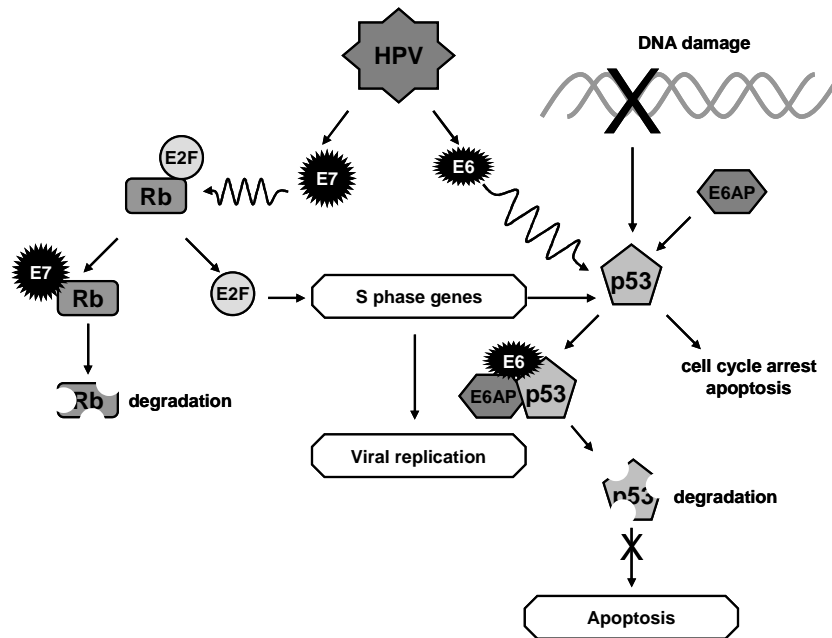 HPV
DNA damage
E2F
Rb
E7
E6
E6AP
E7
Rb
E2F
S phase genes
p53
cell cycle arrest
apoptosis
E6
E6AP
p53
Rb
degradation
Viral replication
p53
degradation
X
Apoptosis